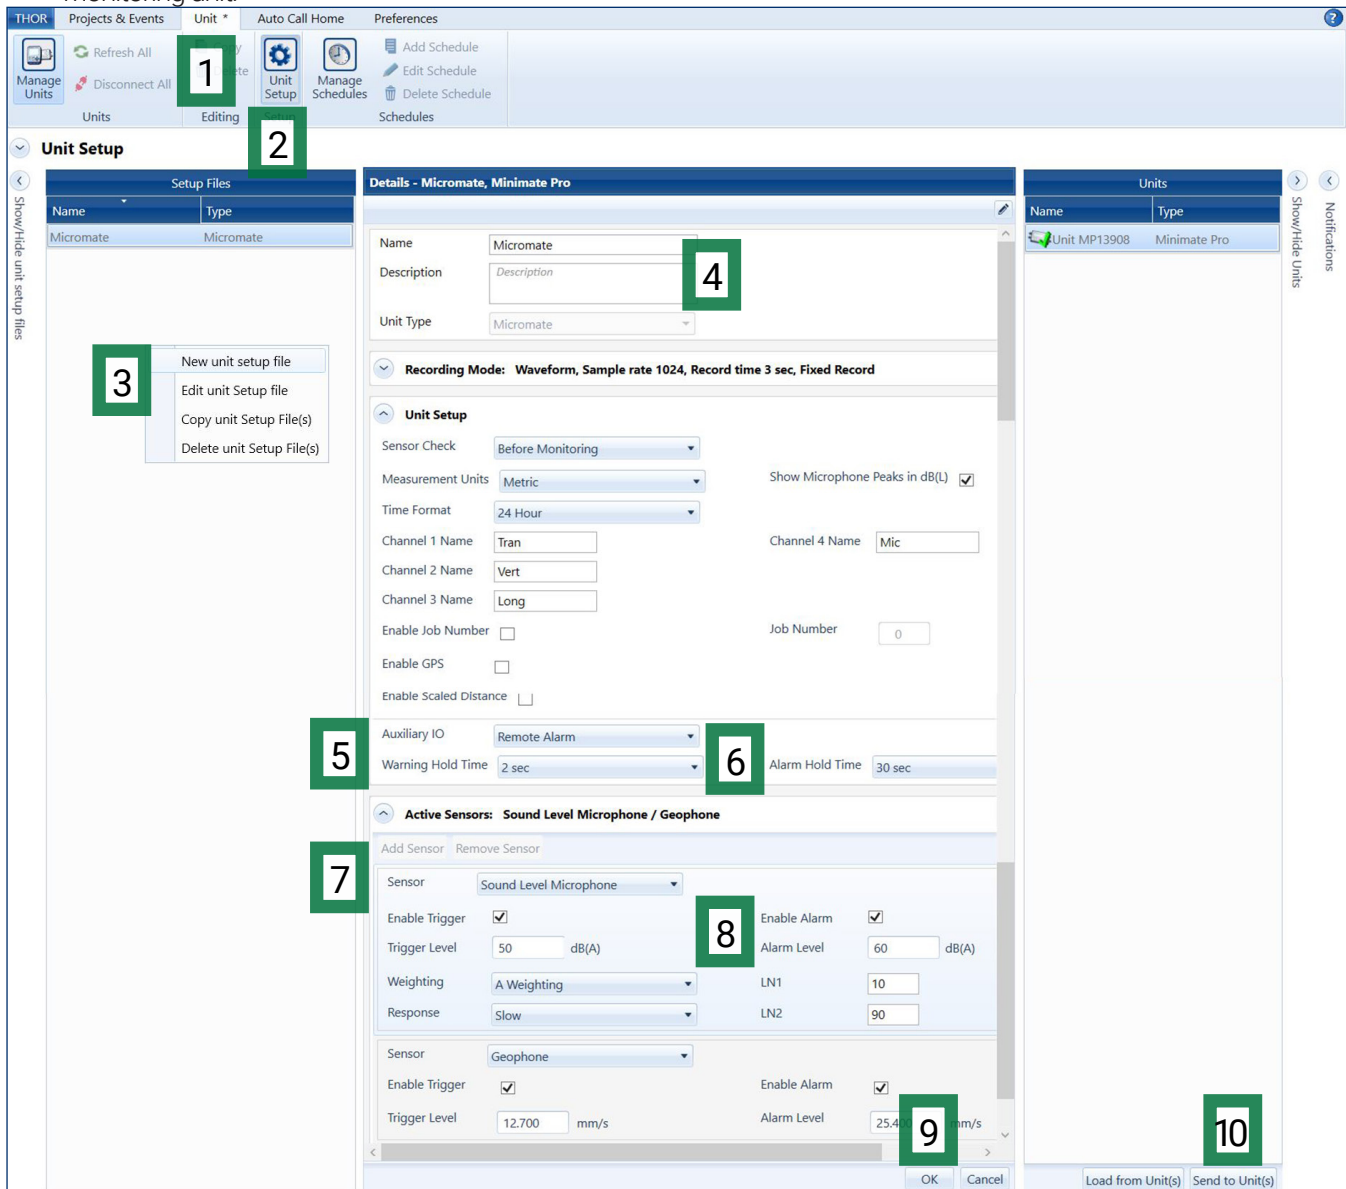 monitoring unit.
THOR Projects & Events Unit * Auto Call Home Preferences ?
Manage Units
Refresh All
Disconnect All
Units
1
Editing
Unit Setup
2
Manage Schedules
Add Schedule
Edit Schedule
Delete Schedule
Schedules
Unit Setup
Show/Hide unit setup files
Setup Files
Name Type
Micromate Micromate
3
New unit setup file
Edit unit Setup file
Copy unit Setup File(s)
Delete unit Setup File(s)
Details - Micromate, Minimate Pro
Name Micromate
4
Description Description
Unit Type Micromate
Recording Mode: Waveform, Sample rate 1024, Record time 3 sec, Fixed Record
Unit Setup
Sensor Check Before Monitoring
Measurement Units Metric Show Microphone Peaks in dB(L)
Time Format 24 Hour
Channel 1 Name Tran Channel 4 Name Mic
Channel 2 Name Vert
Channel 3 Name Long
Enable Job Number Job Number 0
Enable GPS
Enable Scaled Distance
5
Auxiliary IO Remote Alarm
6
Warning Hold Time 2 sec Alarm Hold Time 30 sec
Active Sensors: Sound Level Microphone / Geophone
Add Sensor Remove Sensor
7
Sensor Sound Level Microphone
Enable Trigger Enable Alarm
8
Trigger Level 50 dB(A) Alarm Level 60 dB(A)
Weighting A Weighting LN1 10
Response Slow LN2 90
Sensor Geophone
Enable Trigger Enable Alarm
Trigger Level 12.700 mm/s Alarm Level 25.400 mm/s
9
OK Cancel
Units
Name Type
Unit MP13908 Minimate Pro
10
Load from Unit(s) Send to Unit(s)
Show/Hide Units
Notifications